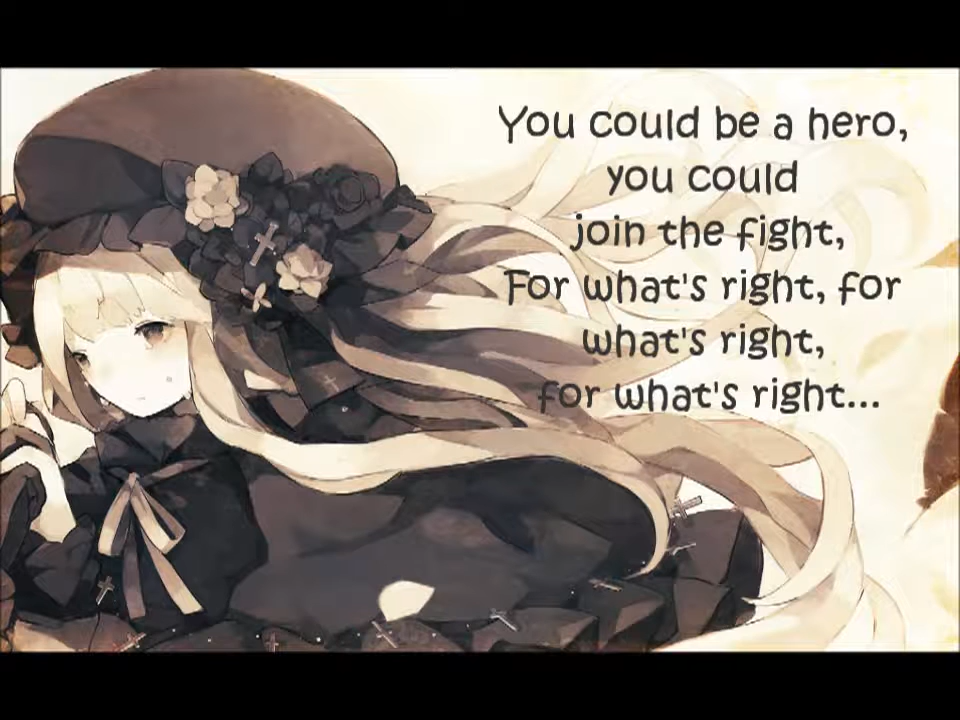 You could be a hero,
you could
join the fight,
For what's right, for
what's right,
for what's right...